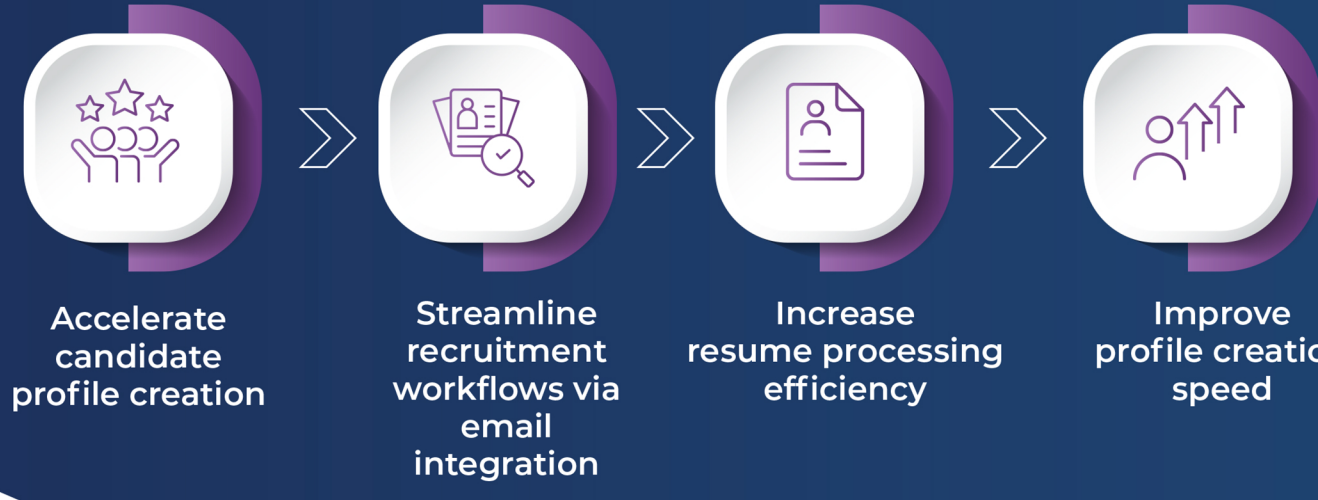 Accelerate
candidate
profile creation
Streamline
recruitment
workflows via
email
integration
Increase
resume processing
efficiency
Improve
profile
speed